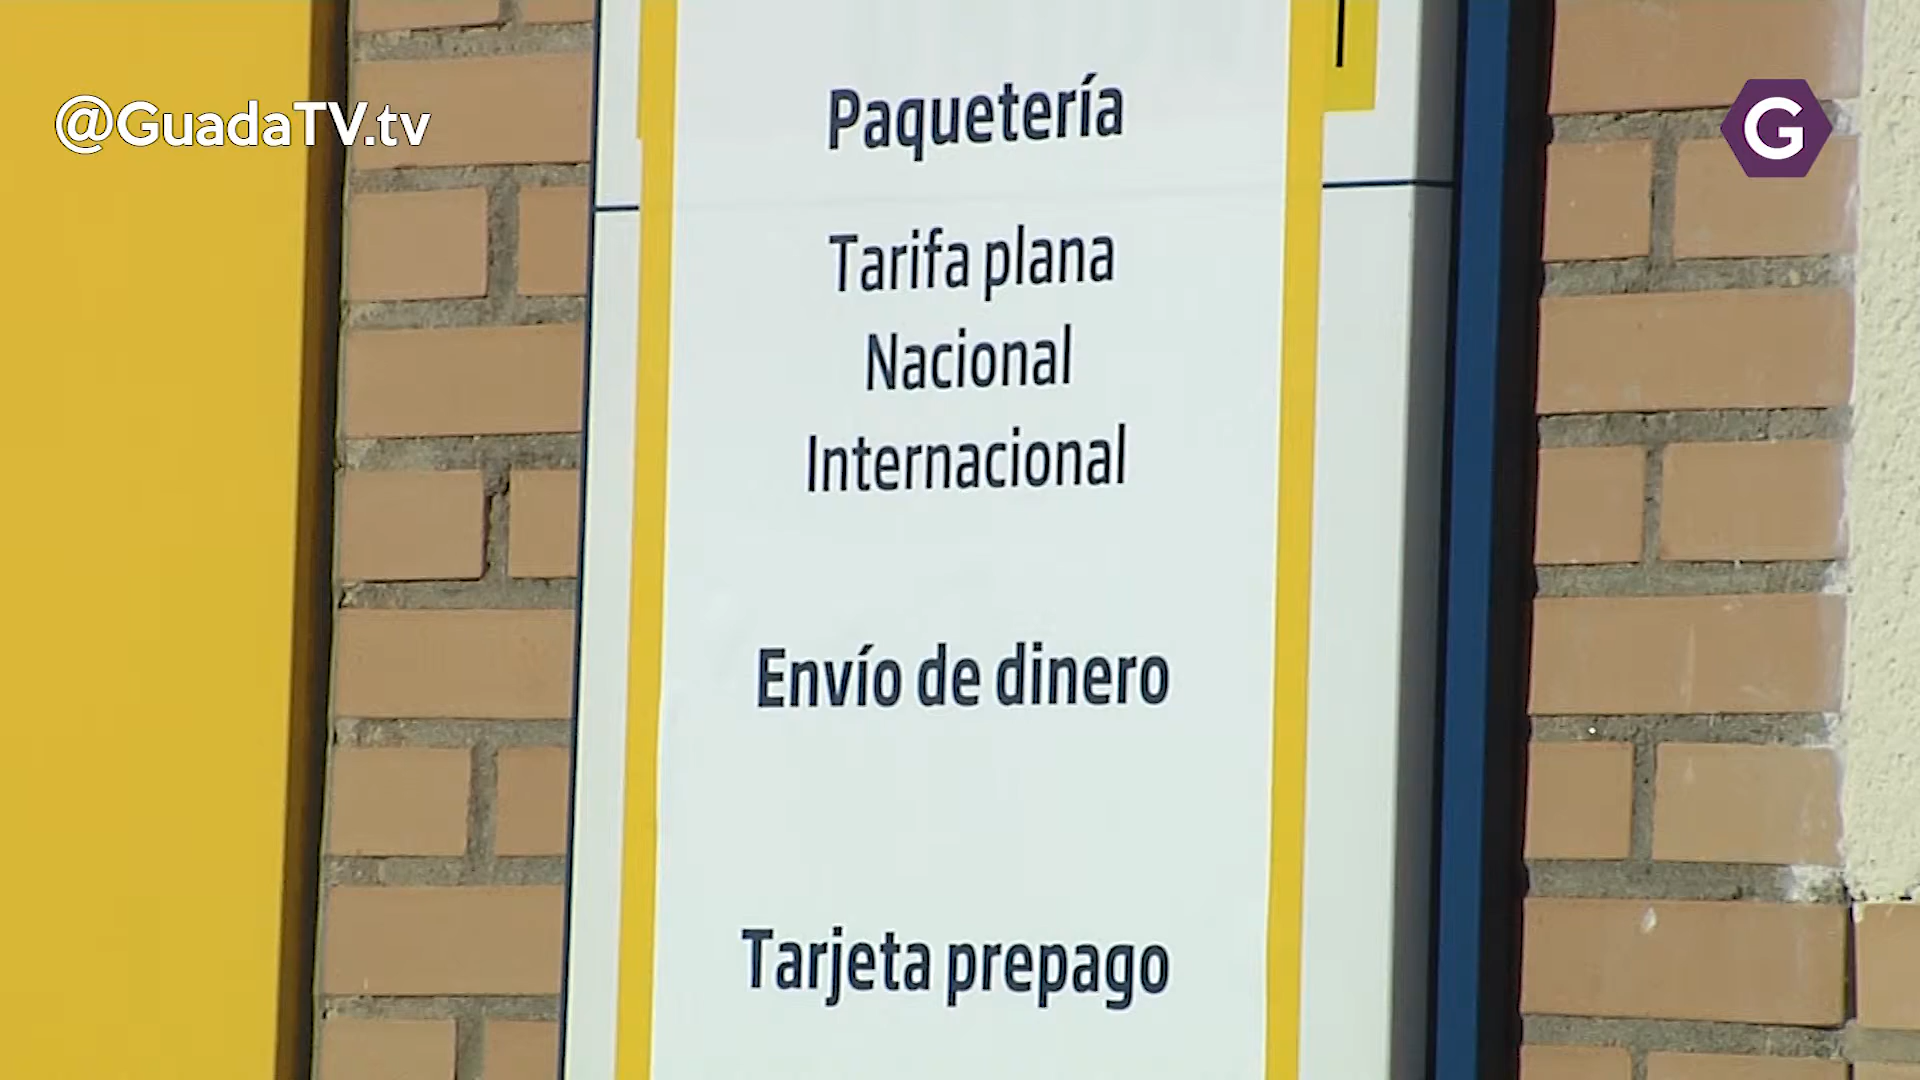 @GuadaTV.tv
G
Paquetería
Tarifa plana
Nacional
Internacional
Envío de dinero
Tarjeta prepago